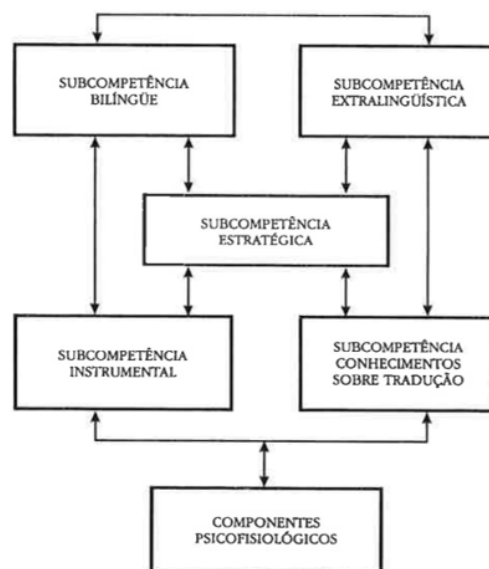 SUBCOMPETÊNCIA
BILÍNGÜE
SUBCOMPETÊNCIA
EXTRALINGÜÍSTICA
SUBCOMPETÊNCIA
ESTRATÉGICA
SUBCOMPETÊNCIA
INSTRUMENTAL
SUBCOMPETÊNCIA
CONHECIMENTOS
SOBRE TRADUÇÃO
COMPONENTES
PSICOFISIOLÓGICOS